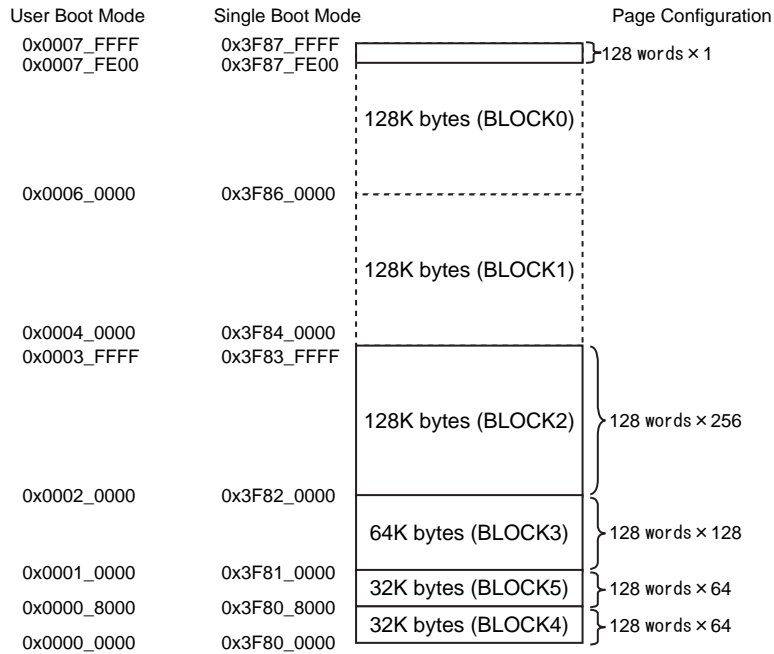 User Boot Mode Single Boot Mode Page Configuration
0x0007_FFFF 0x3F87_FFFF
0x0007_FE00 0x3F87_FE00 128 words×1
128K bytes (BLOCK0)
0x0006_0000 0x3F86_0000
128K bytes (BLOCK1)
0x0004_0000 0x3F84_0000
0x0003_FFFF 0x3F83_FFFF
128K bytes (BLOCK2) 128 words×256
0x0002_0000 0x3F82_0000
64K bytes (BLOCK3) 128 words×128
0x0001_0000 0x3F81_0000
32K bytes (BLOCK5) 128 words×64
0x0000_8000 0x3F80_8000
32K bytes (BLOCK4) 128 words×64
0x0000_0000 0x3F80_0000